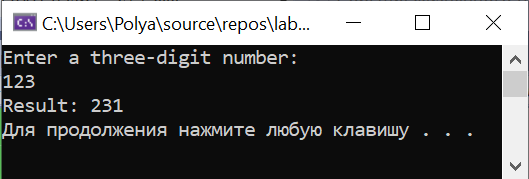 C:\Users\Polya\source\repos\lab...
Enter a three-digit number:
123
Result: 231
Для продолжения нажмите любую клавишу . . .